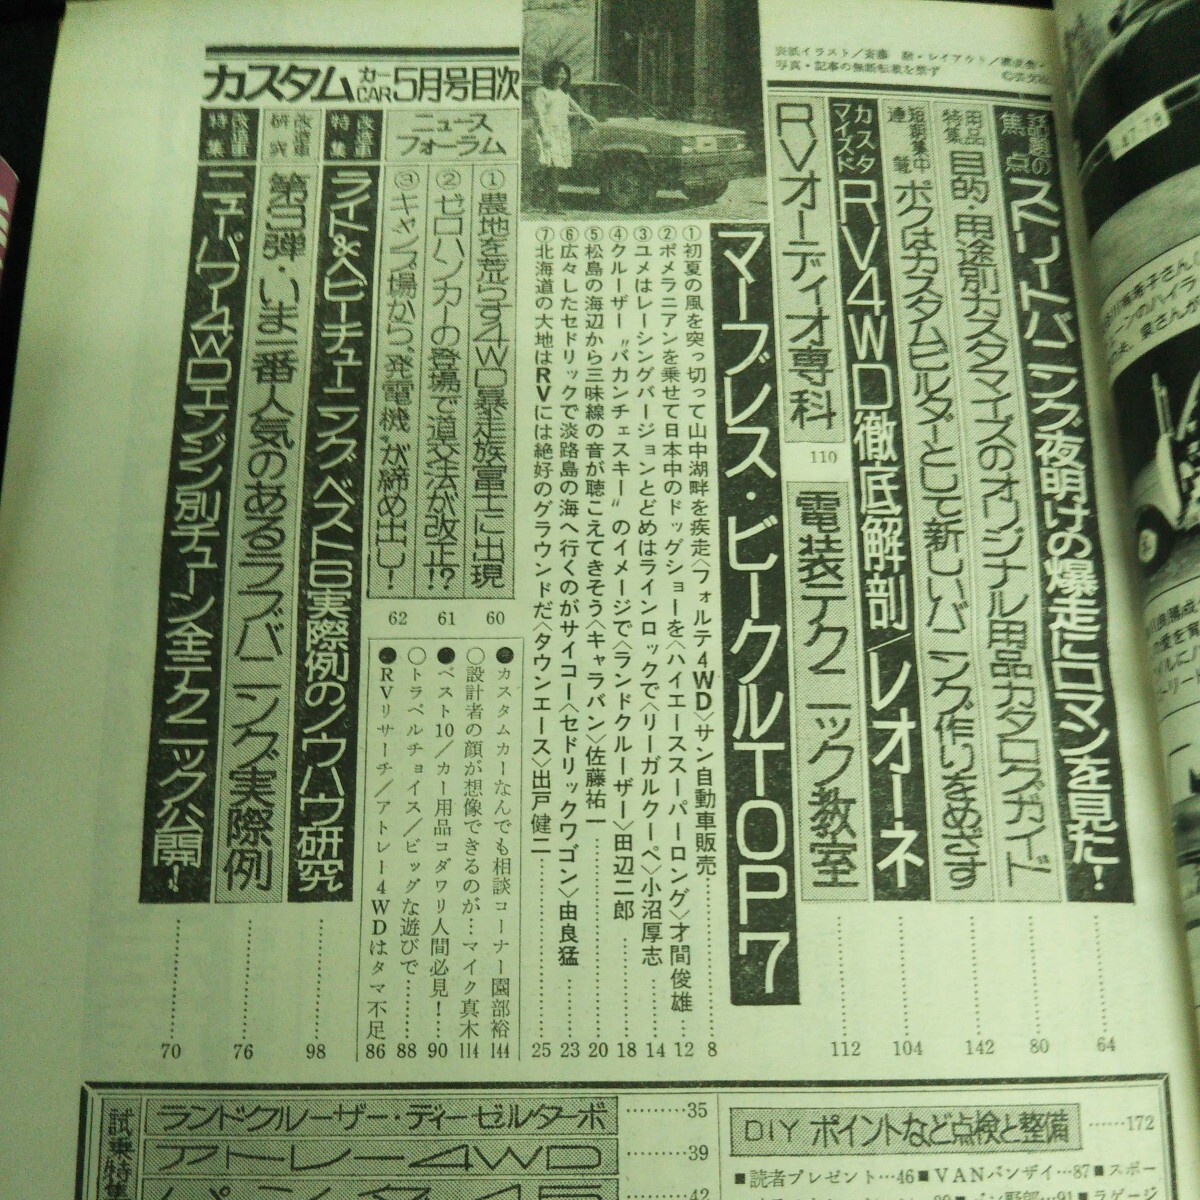 カスタム カーCAR 5月号目次
写真・記事の無断転載を禁ず
話題の焦点 ストリートバニング夜明けの爆走にロマンを見た! 64
用品特集 目的・用途別カスタマイズのオリジナル用品カタログガイド 80
短期集中連載 ボクはカスタムビルダーとして新しいバニング作りをめざす 142
カスタマイズド RV4WD徹底解剖/レオーネ 104
RVオーディオ専科 110
電装テクニック教室 112
マーブレス・ビークルTOP7
①初夏の風を突っ切って山中湖畔を疾走〈フォルテ4WD〉サン自動車販売 8
②ポメラニアンを乗せて日本中のドッグショーを〈ハイエーススーパーロング〉才間俊雄 12
③ユメはレーシングバージョンとどめはラインロックで〈リーガルクーペ〉小沼厚志 14
④クルーザー〝バカンチェスキー〟のイメージで〈ランドクルーザー〉田辺二郎 18
⑤松島の海辺から三味線の音が聴こえてきそう〈キャラバン〉佐藤祐一 20
⑥広々したセドリックで淡路島の海へ行くのがサイコー〈セドリックワゴン〉由良猛 23
⑦北海道の大地はRVには絶好のグラウンドだ〈タウンエース〉出戸健二 25
ニュースフォーラム
①農地を荒らす4WD暴走族富士に出現 60
②ゼロハンカーの登場で道交法が改正!? 61
③キャンプ場から〝発電機〟が締め出し! 62
●カスタムカーなんでも相談コーナー園部裕 144
○設計者の顔が想像できるのが…マイク真木 114
●ベスト10/カー用品コダワリ人間必見! 90
○トラベルチョイス/ビッグな遊びで 88
●RVリサーチ/アトレー4WDはタマ不足 86
改造車特集 ライト&ヘビーチューニング・ベスト6実際例のノウハウ研究 98
改造車研究 第3弾・いま一番人気のあるラブバニング実際例 76
改造車特集 ニューパワー4WDエンジン別チューン全テクニック公開! 70
試乗特集
ランドクルーザー・ディーゼルターボ 35
アトレー4WD 39
42
DIY ポイントなど点検と整備 172
■読者プレゼント…46■VANバンザイ…87■スポー